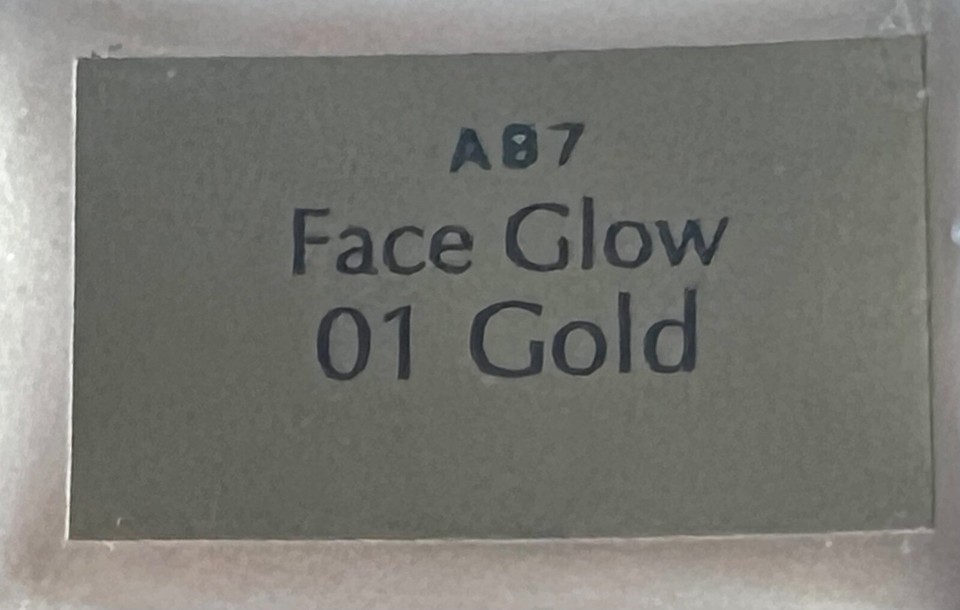 A87
Face Glow
01 Gold